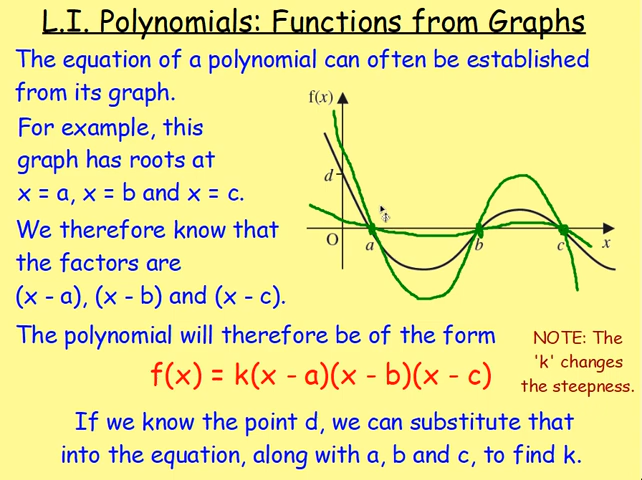 L.I. Polynomials: Functions from Graphs
The equation of a polynomial can often be established
from its graph.
For example, this
graph has roots at
x = a, x = b and x = c.
We therefore know that
the factors are
(x - a), (x - b) and (x - c).
f(x)
d
O
a
b
c
x
The polynomial will therefore be of the form
f(x) = k(x - a)(x - b)(x - c)
NOTE: The
'k' changes
the steepness.
If we know the point d, we can substitute that
into the equation, along with a, b and c, to find k.